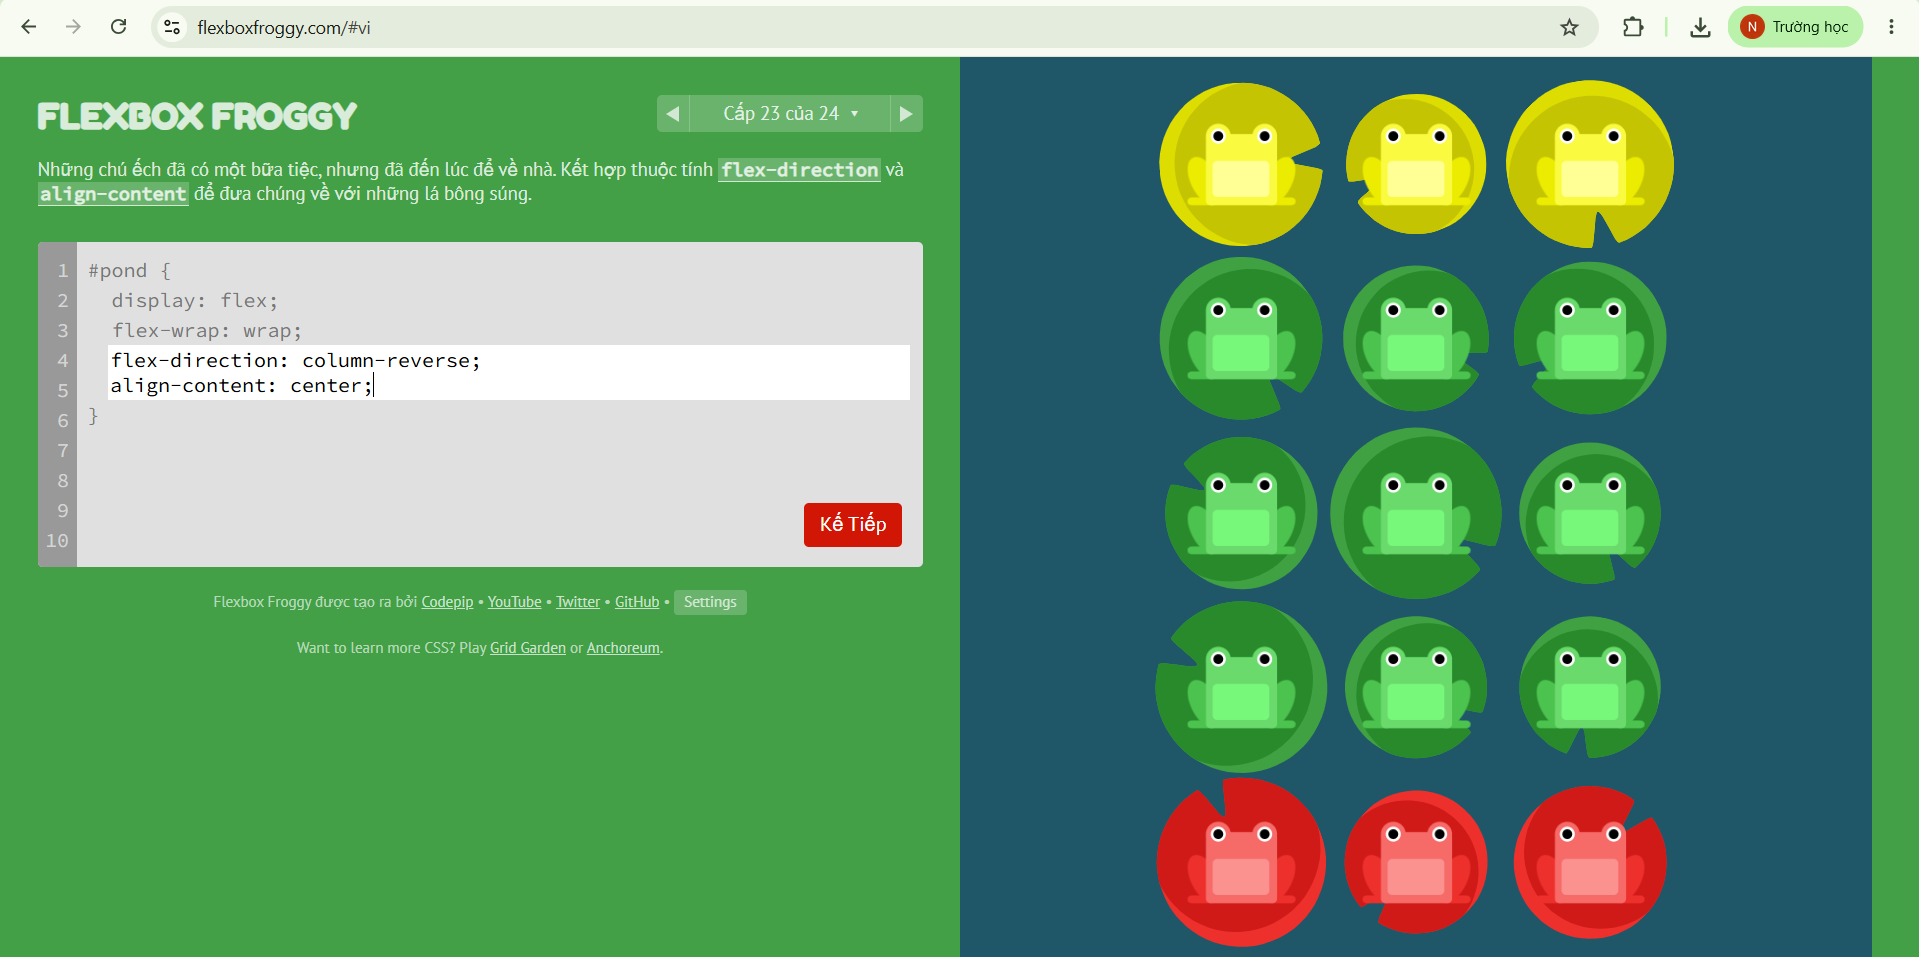 flexboxfroggy.com/#vi
N Trường học
FLEXBOX FROGGY
◀ Cấp 23 của 24 ▾ ▶
Những chú ếch đã có một bữa tiệc, nhưng đã đến lúc để về nhà. Kết hợp thuộc tính flex-direction và
align-content để đưa chúng về với những lá bông súng.
1 #pond {
2 display: flex;
3 flex-wrap: wrap;
4 flex-direction: column-reverse;
5 align-content: center;
6 }
7
8
9
10
Kế Tiếp
Flexbox Froggy được tạo ra bởi Codepip • YouTube • Twitter • GitHub • Settings
Want to learn more CSS? Play Grid Garden or Anchoreum.